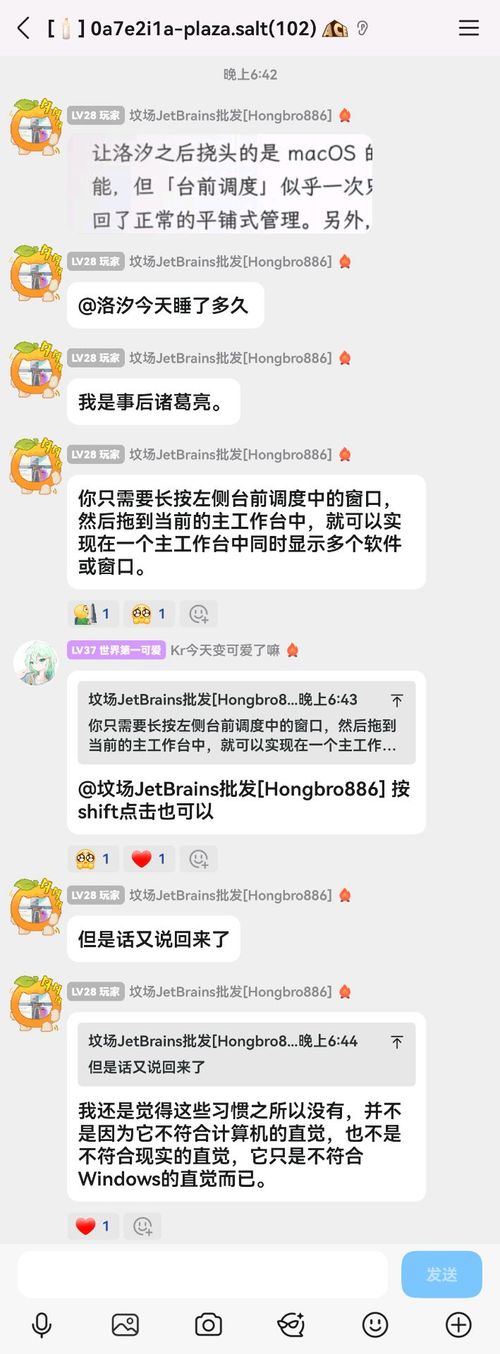 [🕯️] 0a7e2i1a-plaza.salt(102)
晚上6:42
LV28 玩家 坟场JetBrains批发[Hongbro886]
让洛汐之后挠头的是 macOS 的
能，但「台前调度」似乎一次只
回了正常的平铺式管理。另外，
LV28 玩家 坟场JetBrains批发[Hongbro886]
@洛汐今天睡了多久
LV28 玩家 坟场JetBrains批发[Hongbro886]
我是事后诸葛亮。
LV28 玩家 坟场JetBrains批发[Hongbro886]
你只需要长按左侧台前调度中的窗口，
然后拖到当前的主工作台中，就可以实
现在一个主工作台中同时显示多个软件
或窗口。
1 1
LV37 世界第一可爱 Kr今天变可爱了嘛
坟场JetBrains批发[Hongbro8...晚上6:43
你只需要长按左侧台前调度中的窗口，然后拖到
当前的主工作台中，就可以实现在一个主工作...
@坟场JetBrains批发[Hongbro886] 按
shift点击也可以
1 1
LV28 玩家 坟场JetBrains批发[Hongbro886]
但是话又说回来了
LV28 玩家 坟场JetBrains批发[Hongbro886]
坟场JetBrains批发[Hongbro8...晚上6:44
但是话又说回来了
我还是觉得这些习惯之所以没有，并不
是因为它不符合计算机的直觉，也不是
不符合现实的直觉，它只是不符合
Windows的直觉而已。
1
发送